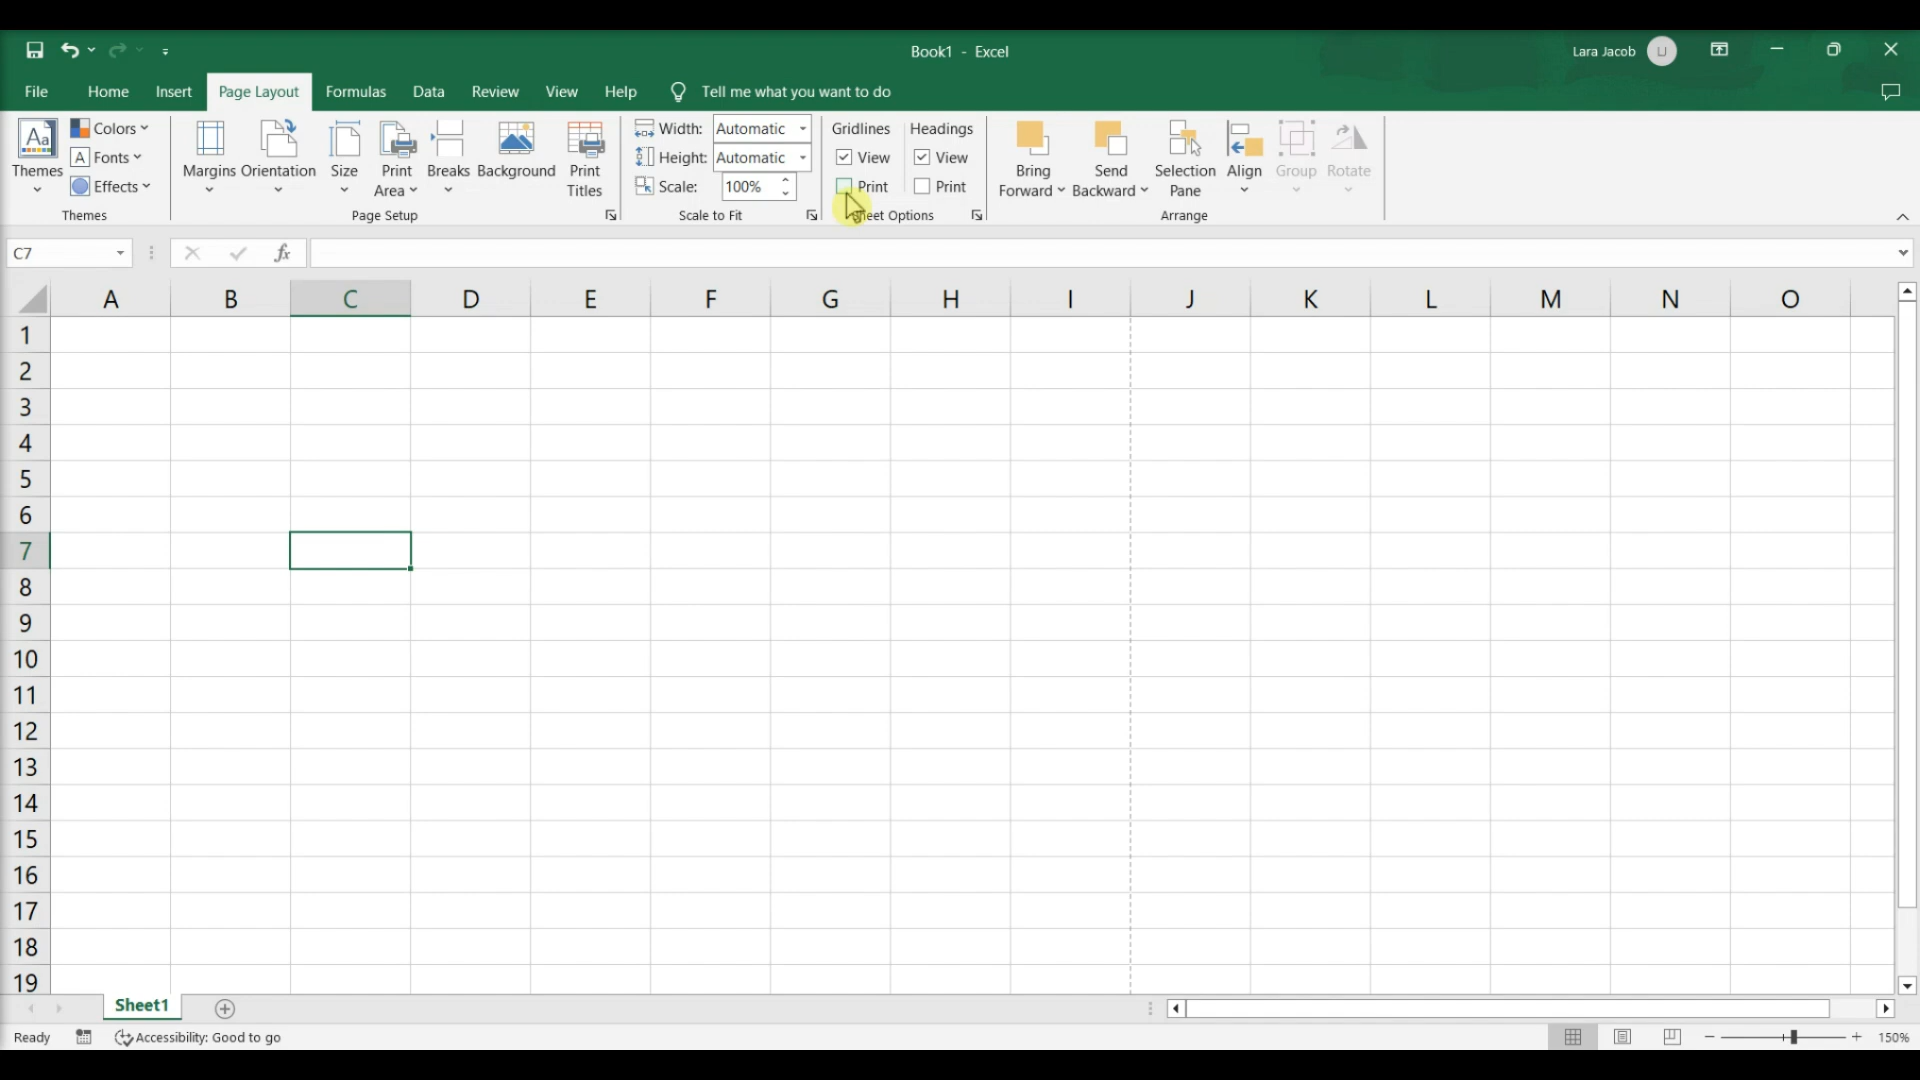 Book1 - Excel
Lara Jacob
LJ
File Home Insert Page Layout Formulas Data Review View Help Tell me what you want to do
Aa Themes
Colors
A Fonts
Effects
Themes
Margins Orientation Size Print Area Breaks Background Print Titles
Page Setup
Width: Automatic
Height: Automatic
Scale: 100%
Scale to Fit
Gridlines Headings
View View
Print Print
Sheet Options
Bring Forward Send Backward Selection Pane Align Group Rotate
Arrange
C7 fx
A B C D E F G H I J K L M N O
1
2
3
4
5
6
7
8
9
10
11
12
13
14
15
16
17
18
19
Sheet1
Ready Accessibility: Good to go 150%